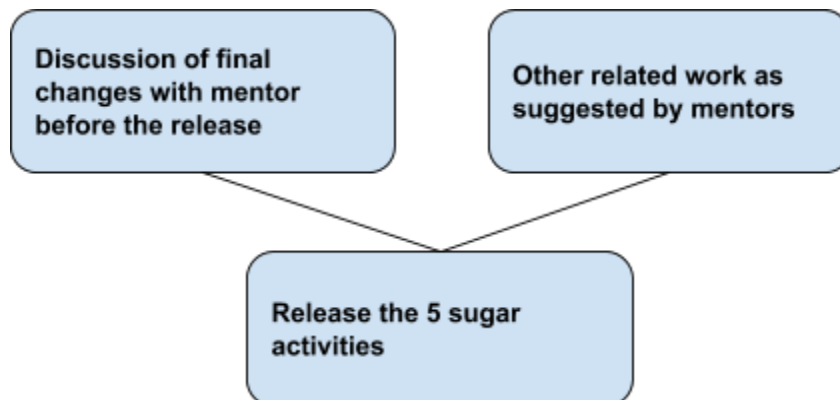 Discussion of final
changes with mentor
before the release
Other related work as
suggested by mentors
Release the 5 sugar
activities